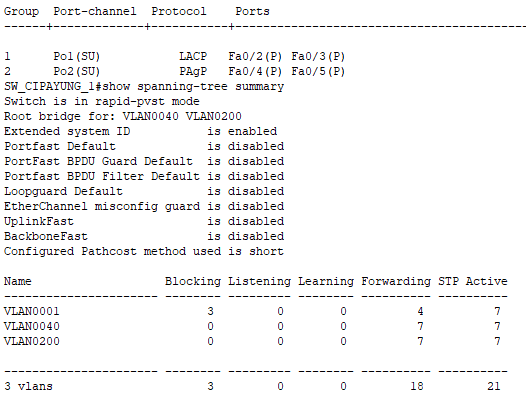 Group  Port-channel  Protocol    Ports
------+-------------+-----------+----------------------------------------------
1      Po1(SU)           LACP   Fa0/2(P) Fa0/3(P)
2      Po2(SU)           PAgP   Fa0/4(P) Fa0/5(P)
SW_CIPAYUNG_1#show spanning-tree summary
Switch is in rapid-pvst mode
Root bridge for: VLAN0040 VLAN0200
Extended system ID           is enabled
Portfast Default             is disabled
PortFast BPDU Guard Default  is disabled
Portfast BPDU Filter Default is disabled
Loopguard Default            is disabled
EtherChannel misconfig guard is disabled
UplinkFast                   is disabled
BackboneFast                 is disabled
Configured Pathcost method used is short
Name                   Blocking Listening Learning Forwarding STP Active
---------------------- -------- --------- -------- ---------- ----------
VLAN0001                     3         0        0          4          7
VLAN0040                     0         0        0          7          7
VLAN0200                     0         0        0          7          7
---------------------- -------- --------- -------- ---------- ----------
3 vlans                      3         0        0         18         21